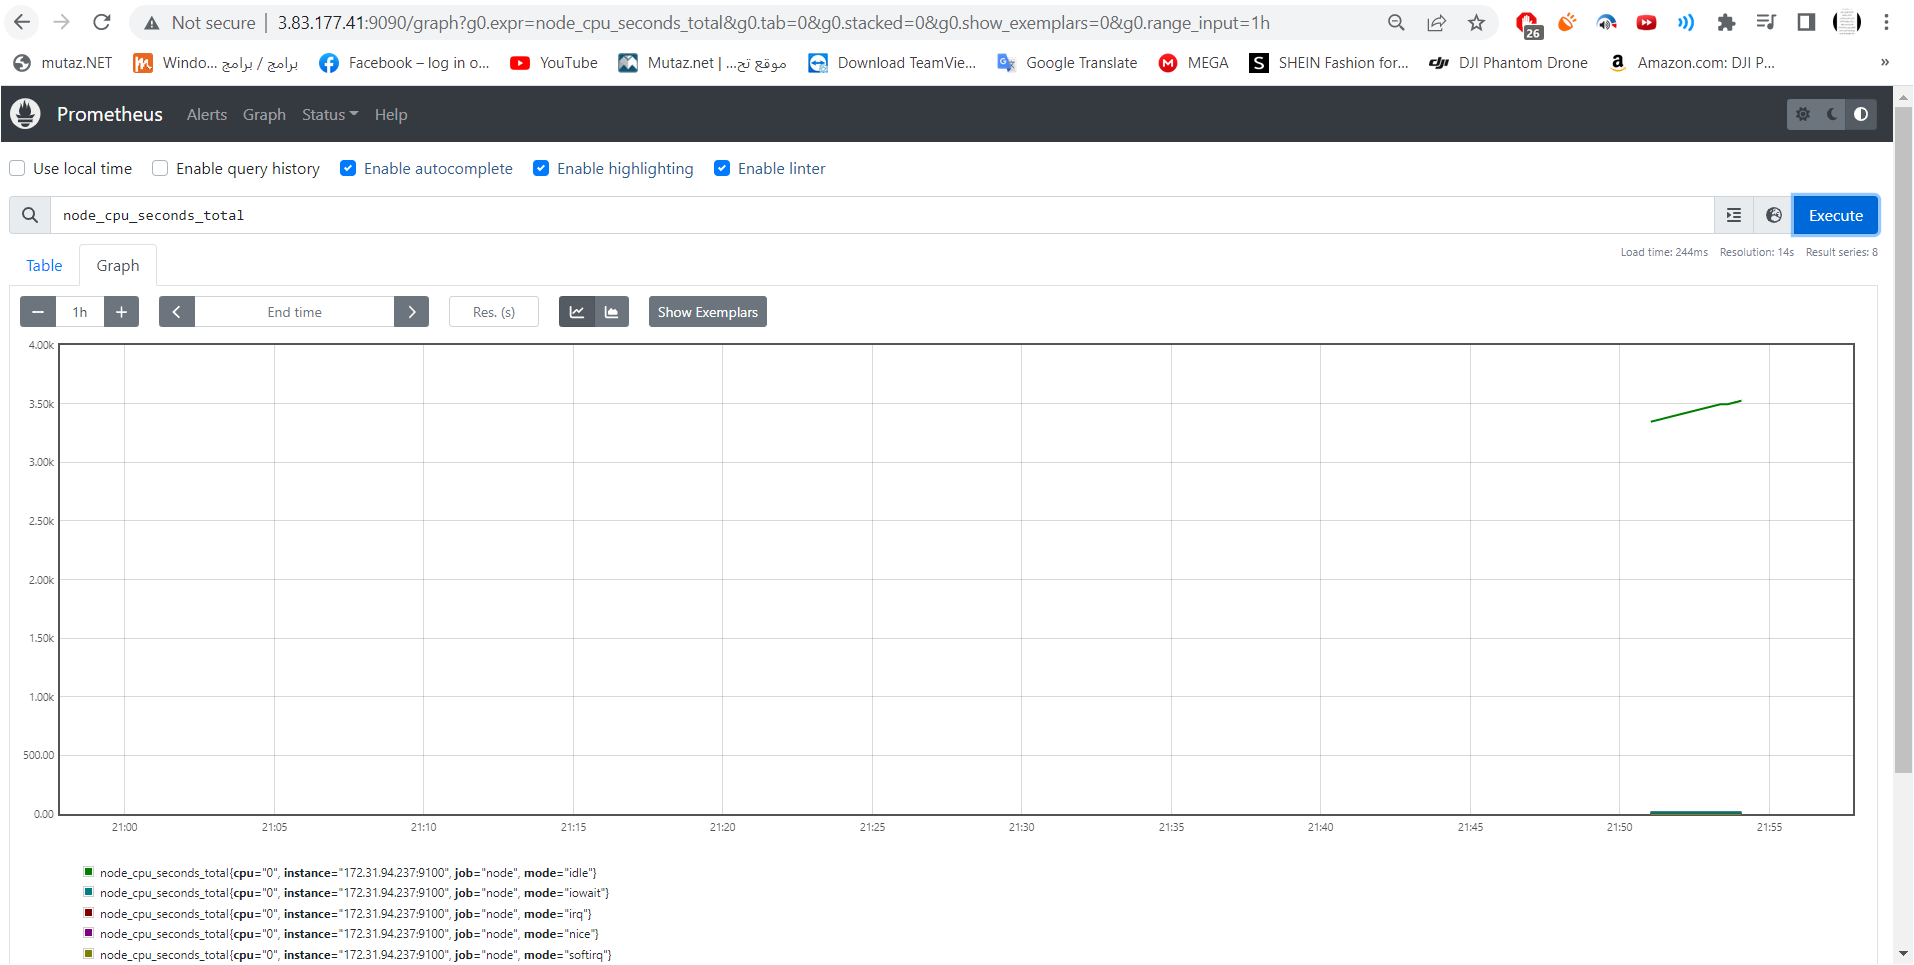 Not secure | 3.83.177.41:9090/graph?g0.expr=node_cpu_seconds_total&g0.tab=0&g0.stacked=0&g0.show_exemplars=0&g0.range_input=1h
26
mutaz.NET Windo... برامج / برامج Facebook – log in o... YouTube Mutaz.net | موقع تح... Download TeamVie... Google Translate M MEGA S SHEIN Fashion for... DJI Phantom Drone a Amazon.com: DJI P... »
Prometheus Alerts Graph Status Help
Use local time Enable query history Enable autocomplete Enable highlighting Enable linter
node_cpu_seconds_total Execute
Load time: 244ms Resolution: 14s Result series: 8
Table Graph
1h End time Res. (s) Show Exemplars
4.00k
3.50k
3.00k
2.50k
2.00k
1.50k
1.00k
500.00
0.00
21:00 21:05 21:10 21:15 21:20 21:25 21:30 21:35 21:40 21:45 21:50 21:55
node_cpu_seconds_total{cpu="0", instance="172.31.94.237:9100", job="node", mode="idle"}
node_cpu_seconds_total{cpu="0", instance="172.31.94.237:9100", job="node", mode="iowait"}
node_cpu_seconds_total{cpu="0", instance="172.31.94.237:9100", job="node", mode="irq"}
node_cpu_seconds_total{cpu="0", instance="172.31.94.237:9100", job="node", mode="nice"}
node_cpu_seconds_total{cpu="0", instance="172.31.94.237:9100", job="node", mode="softirq"}